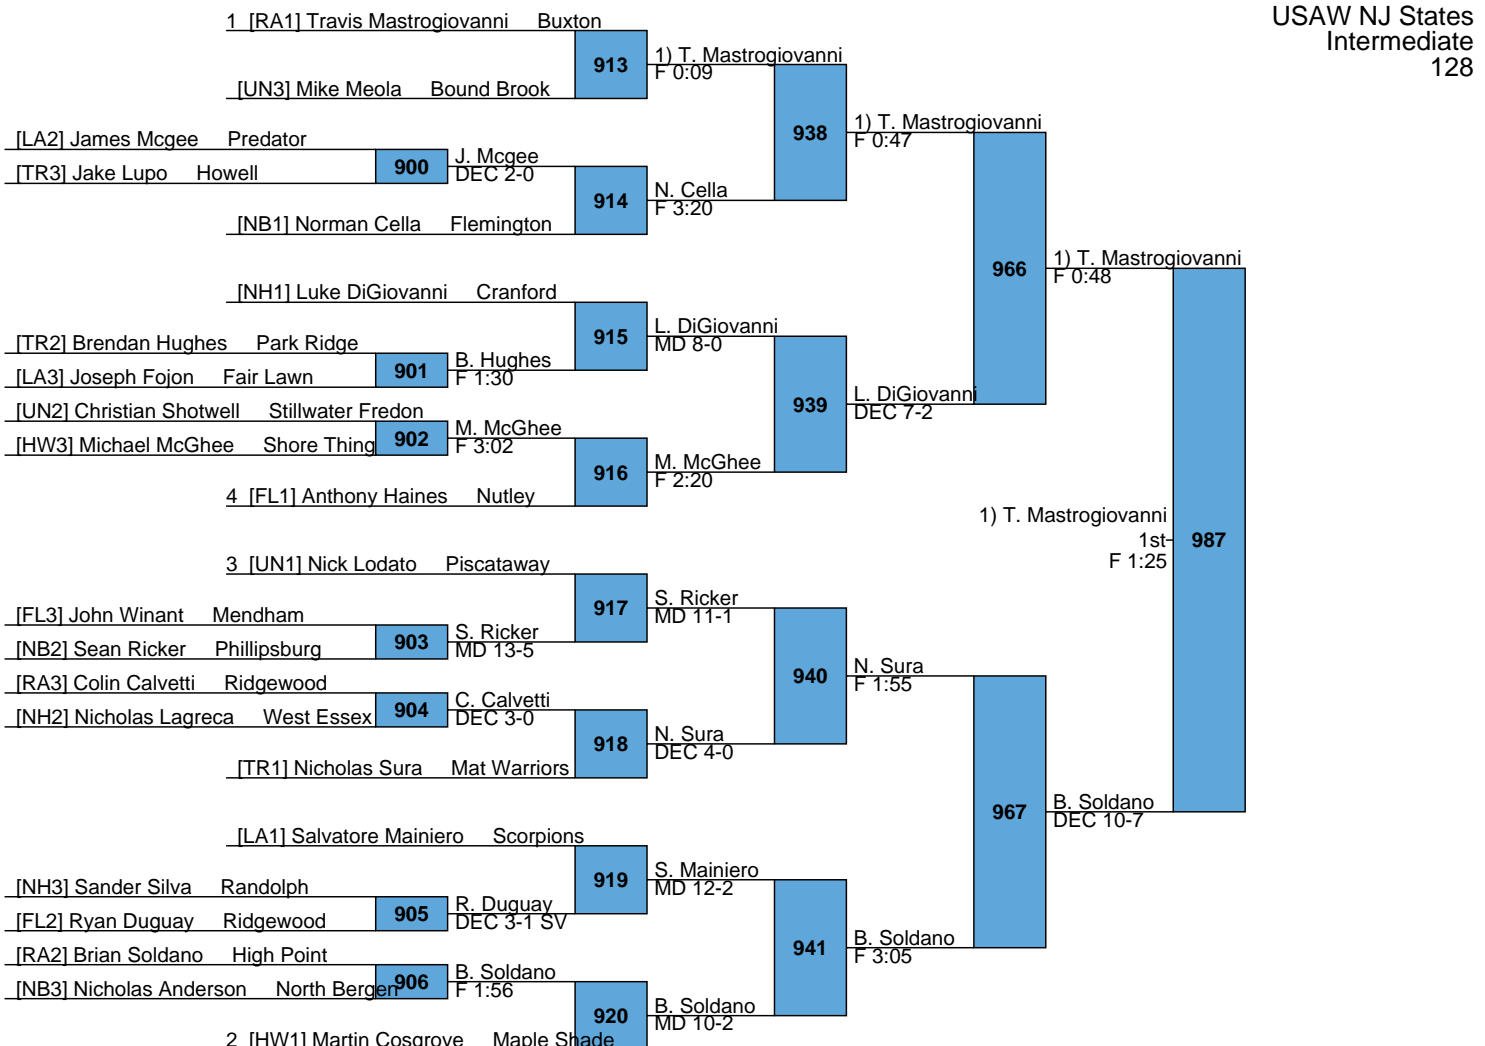 USAW NJ States
Intermediate
128
1 [RA1] Travis Mastrogiovanni Buxton
913
1) T. Mastrogiovanni
F 0:09
[UN3] Mike Meola Bound Brook
938
1) T. Mastrogiovanni
F 0:47
[LA2] James Mcgee Predator
900
J. Mcgee
DEC 2-0
[TR3] Jake Lupo Howell
914
N. Cella
F 3:20
[NB1] Norman Cella Flemington
966
1) T. Mastrogiovanni
F 0:48
[NH1] Luke DiGiovanni Cranford
915
L. DiGiovanni
MD 8-0
[TR2] Brendan Hughes Park Ridge
901
B. Hughes
F 1:30
[LA3] Joseph Fojon Fair Lawn
939
L. DiGiovanni
DEC 7-2
[UN2] Christian Shotwell Stillwater Fredon
902
M. McGhee
F 3:02
[HW3] Michael McGhee Shore Thing
916
M. McGhee
F 2:20
4 [FL1] Anthony Haines Nutley
1) T. Mastrogiovanni
1st
987
F 1:25
3 [UN1] Nick Lodato Piscataway
917
S. Ricker
MD 11-1
[FL3] John Winant Mendham
903
S. Ricker
MD 13-5
[NB2] Sean Ricker Phillipsburg
940
N. Sura
F 1:55
[RA3] Colin Calvetti Ridgewood
904
C. Calvetti
DEC 3-0
[NH2] Nicholas Lagreca West Essex
918
N. Sura
DEC 4-0
[TR1] Nicholas Sura Mat Warriors
967
B. Soldano
DEC 10-7
[LA1] Salvatore Mainiero Scorpions
919
S. Mainiero
MD 12-2
[NH3] Sander Silva Randolph
905
R. Duguay
DEC 3-1 SV
[FL2] Ryan Duguay Ridgewood
941
B. Soldano
F 3:05
[RA2] Brian Soldano High Point
906
B. Soldano
F 1:56
[NB3] Nicholas Anderson North Bergen
920
B. Soldano
MD 10-2
2 [HW1] Martin Cosgrove Maple Shade